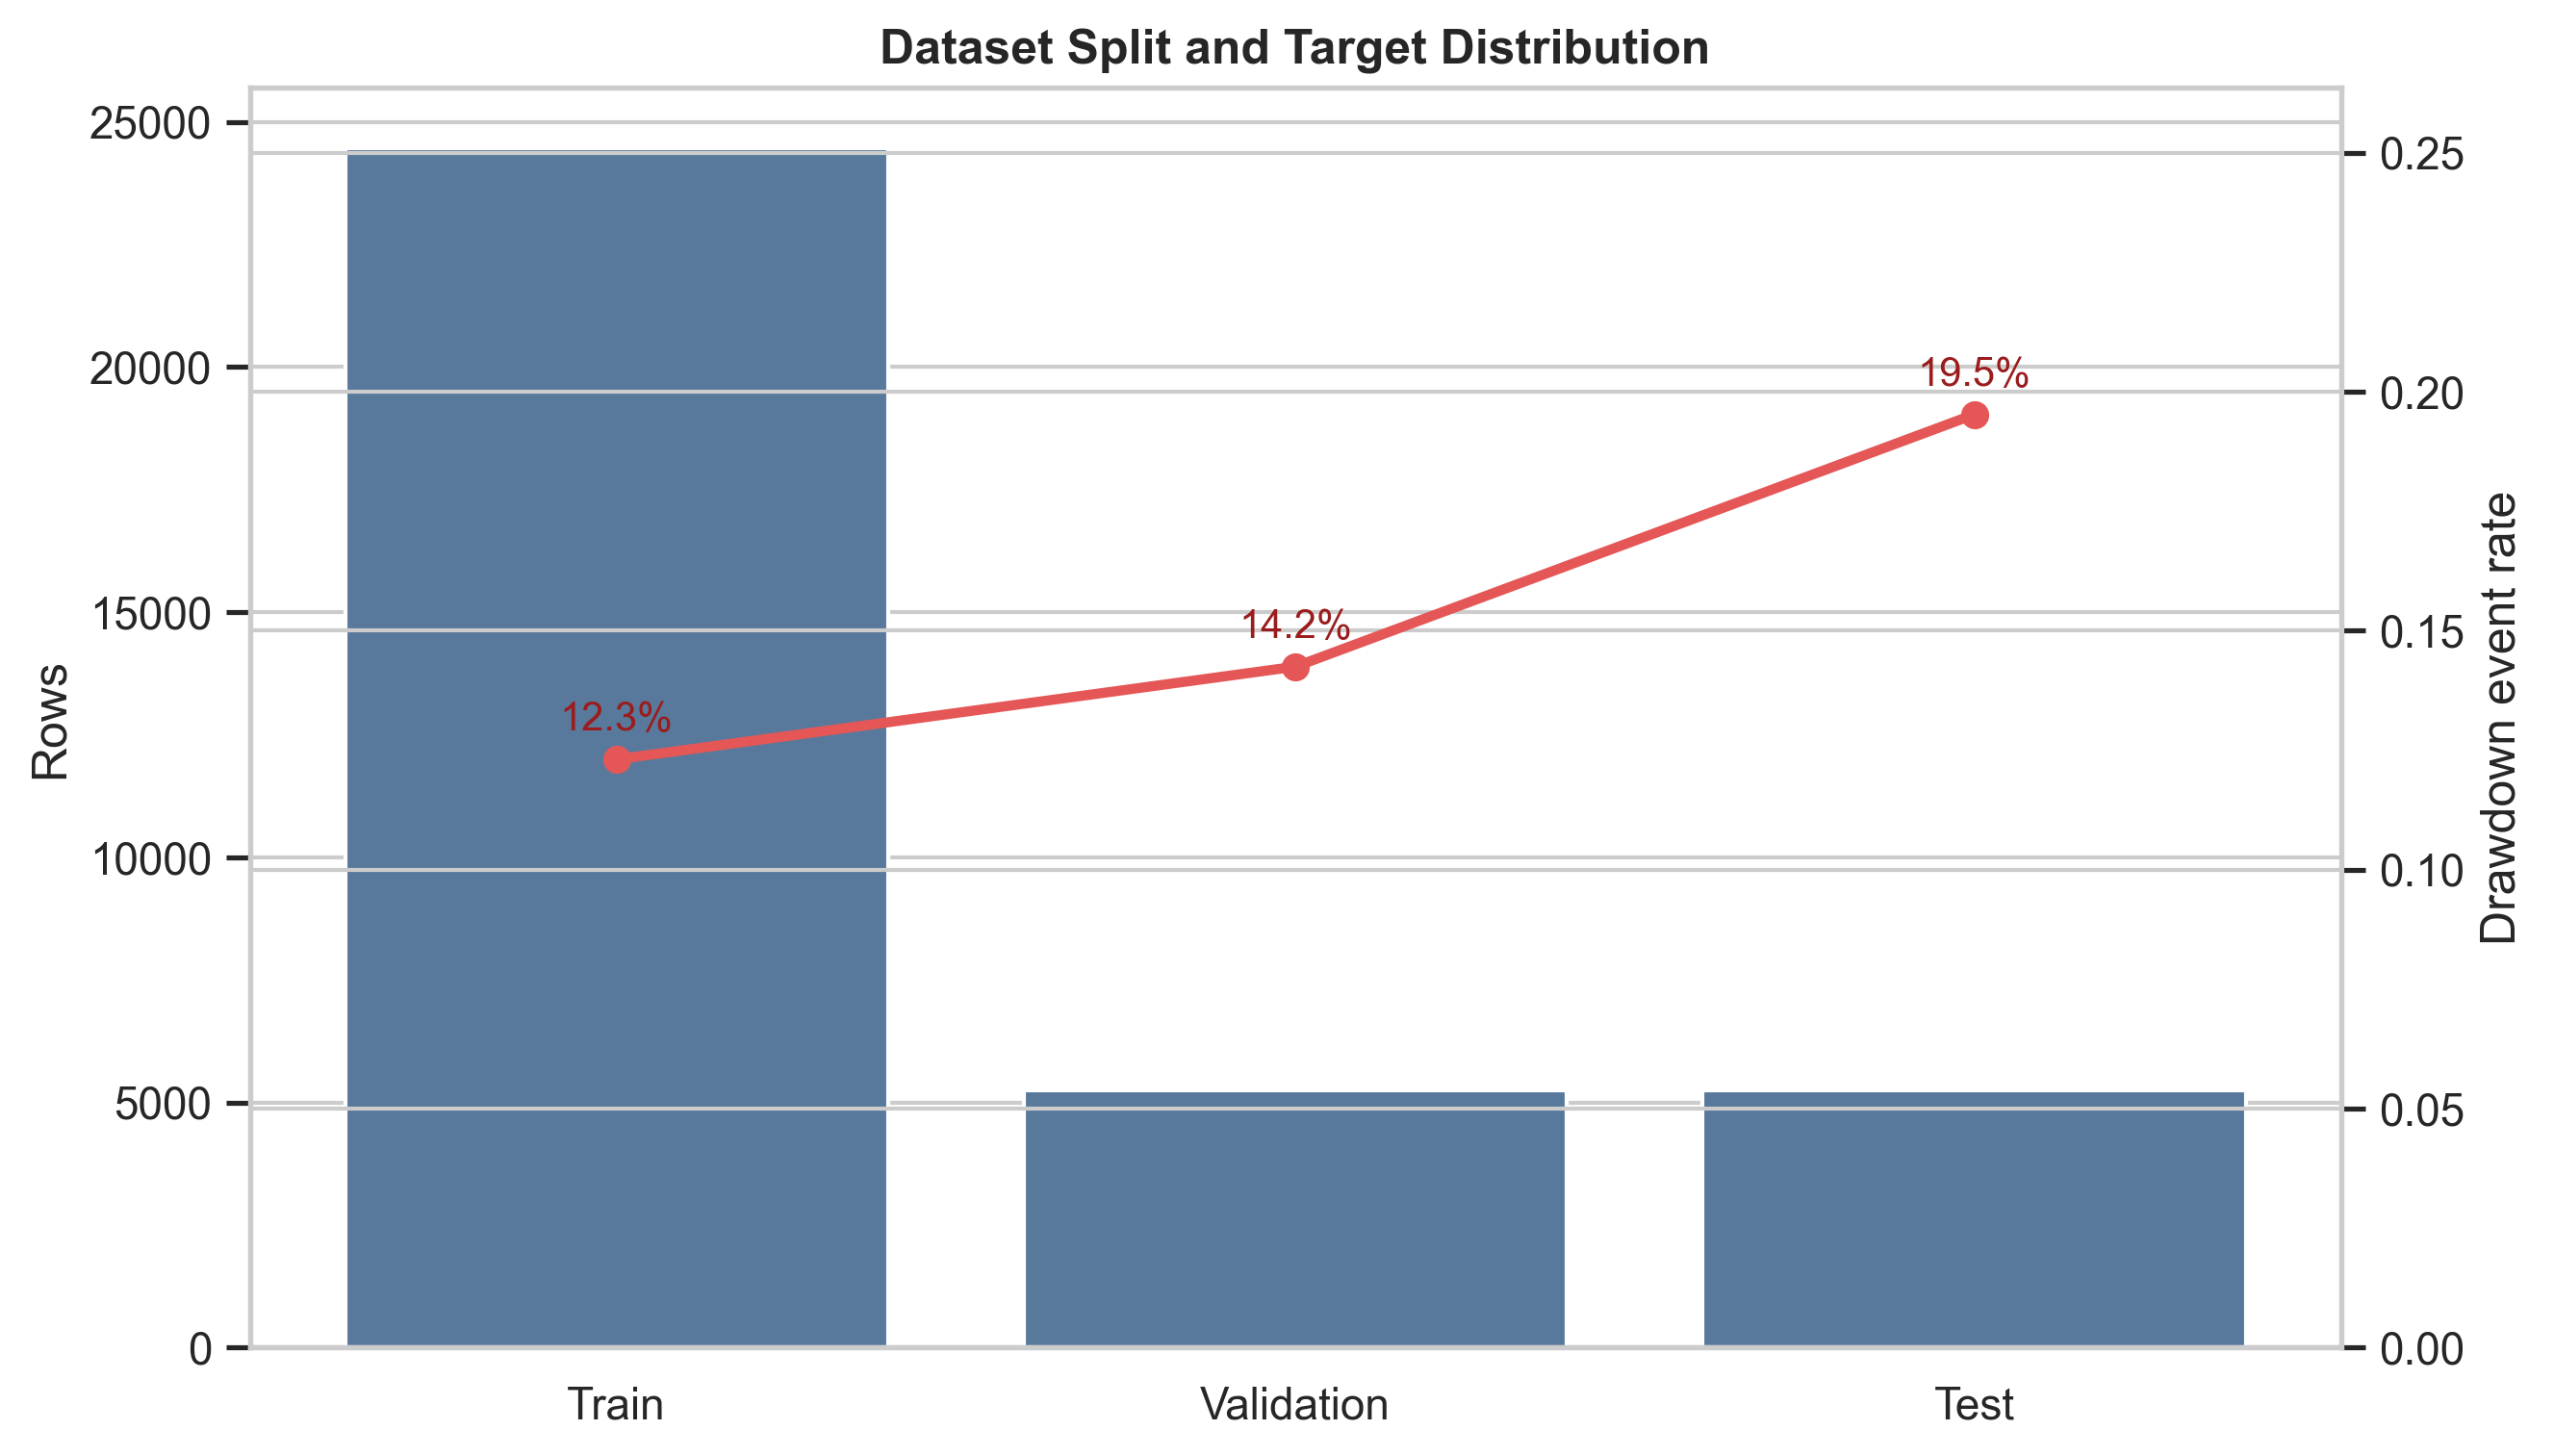 Dataset Split and Target Distribution
25000
20000
15000
10000
5000
0
Rows
12.3%
14.2%
19.5%
0.25
0.20
0.15
0.10
0.05
0.00
Drawdown event rate
Train
Validation
Test